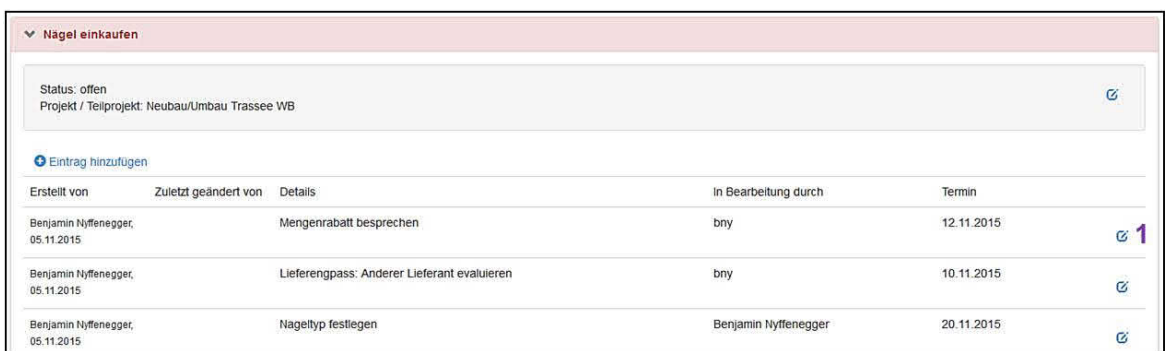 Nägel einkaufen
Status: offen
Projekt / Teilprojekt: Neubau/Umbau Trassee WB
Eintrag hinzufügen
Erstellt von Zuletzt geändert von Details In Bearbeitung durch Termin
Benjamin Nyffenegger, Mengenrabatt besprechen bny 12.11.2015
05.11.2015 1
Benjamin Nyffenegger, Lieferengpass: Anderer Lieferant evaluieren bny 10.11.2015
05.11.2015
Benjamin Nyffenegger, Nageltyp festlegen Benjamin Nyffenegger 20.11.2015
05.11.2015